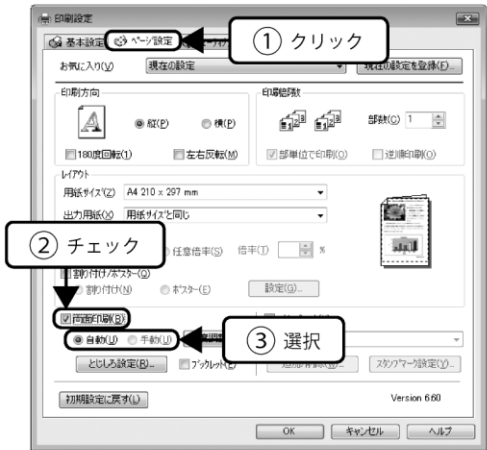 印刷設定
基本設定 ページ設定
① クリック
お気に入り(V) 現在の設定 現在の設定を登録(F)...
印刷方向 印刷部数
縦(P) 横(R) 部数(C) 1
180度回転(1) 左右反転(M) 部単位で印刷(O) 逆順印刷(O)
レイアウト
用紙サイズ(Z) A4 210 x 297 mm
出力用紙(X) 用紙サイズと同じ
② チェック
任意倍率(S) 倍率(T) %
割り付け/ポスター(Q)
割り付け(N) ポスター(E) 設定(G)...
両面印刷(B)
自動(U) 手動(U)
③ 選択
とじしろ設定(R)... ブックレット(E) スタンプマーク設定(Y)...
初期設定に戻す(L) Version 6.60
OK キャンセル ヘルプ